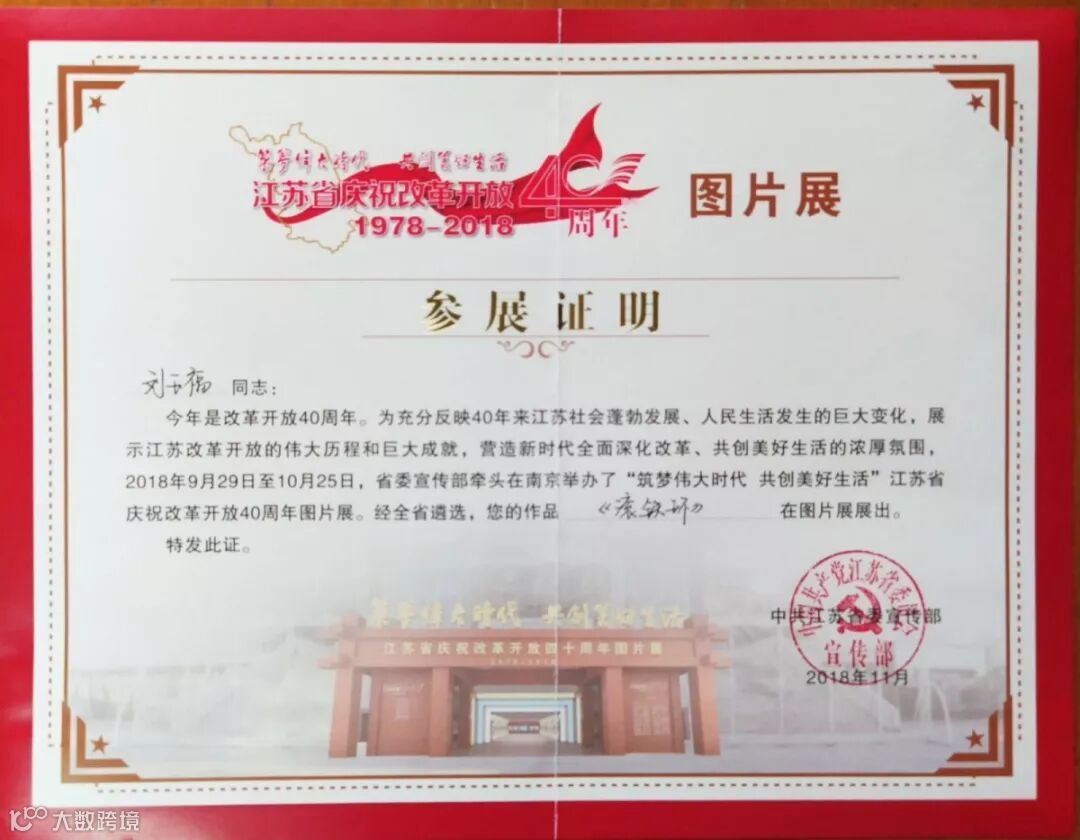 筑梦伟大时代 共创美好生活
江苏省庆祝改革开放40周年
1978-2018
图片展
参展证明
同志：
今年是改革开放40周年。为充分反映40年来江苏社会蓬勃发展、人民生活发生的巨大变化，展
示江苏改革开放的伟大历程和巨大成就，营造新时代全面深化改革、共创美好生活的浓厚氛围，
2018年9月29日至10月25日，省委宣传部牵头在南京举办了“筑梦伟大时代 共创美好生活”江苏省
庆祝改革开放40周年图片展。经全省遴选，您的作品 在图片展展出。
特发此证。
筑梦伟大时代 共创美好生活
江苏省庆祝改革开放四十周年图片展
中共江苏省委宣传部
2018年11月
中国共产党江苏省委员会
宣传部
大数跨境